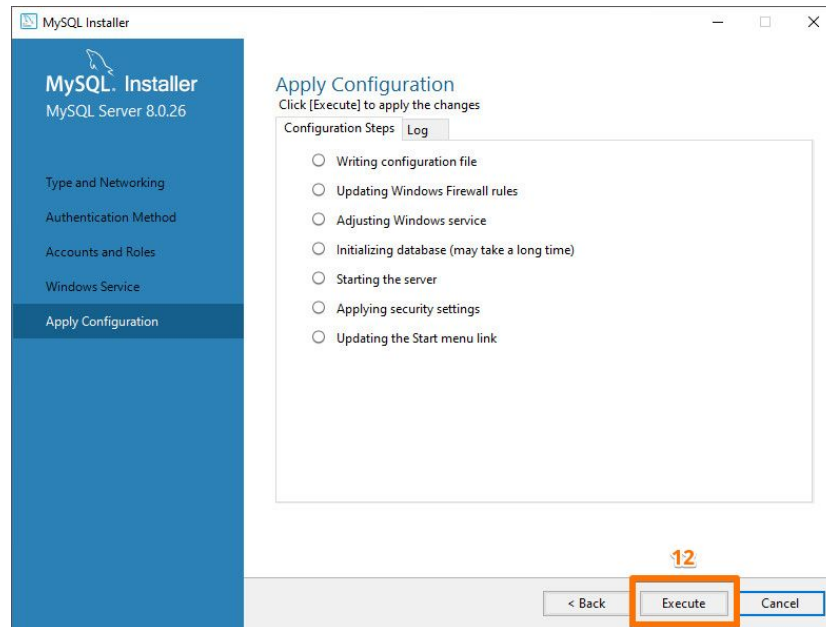 MySQL Installer
MySQL. Installer
MySQL Server 8.0.26
Type and Networking
Authentication Method
Accounts and Roles
Windows Service
Apply Configuration
Apply Configuration
Click [Execute] to apply the changes
Configuration Steps Log
Writing configuration file
Updating Windows Firewall rules
Adjusting Windows service
Initializing database (may take a long time)
Starting the server
Applying security settings
Updating the Start menu link
12
< Back Execute Cancel